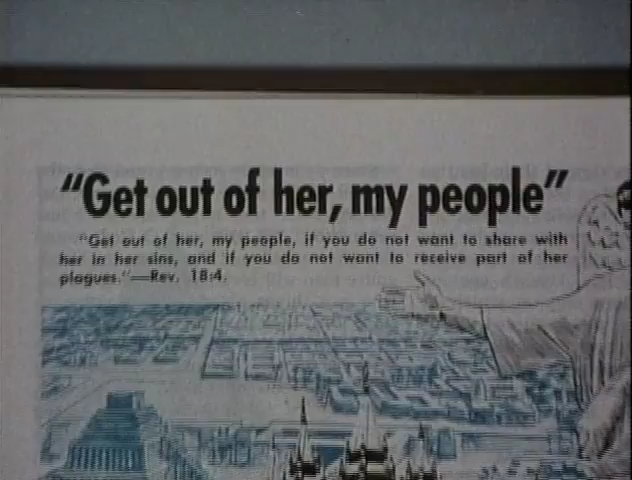 "Get out of her, my people"
"Get out of her, my people, if you do not want to share with
her in her sins, and if you do not want to receive part of her
plagues."—Rev. 18:4.